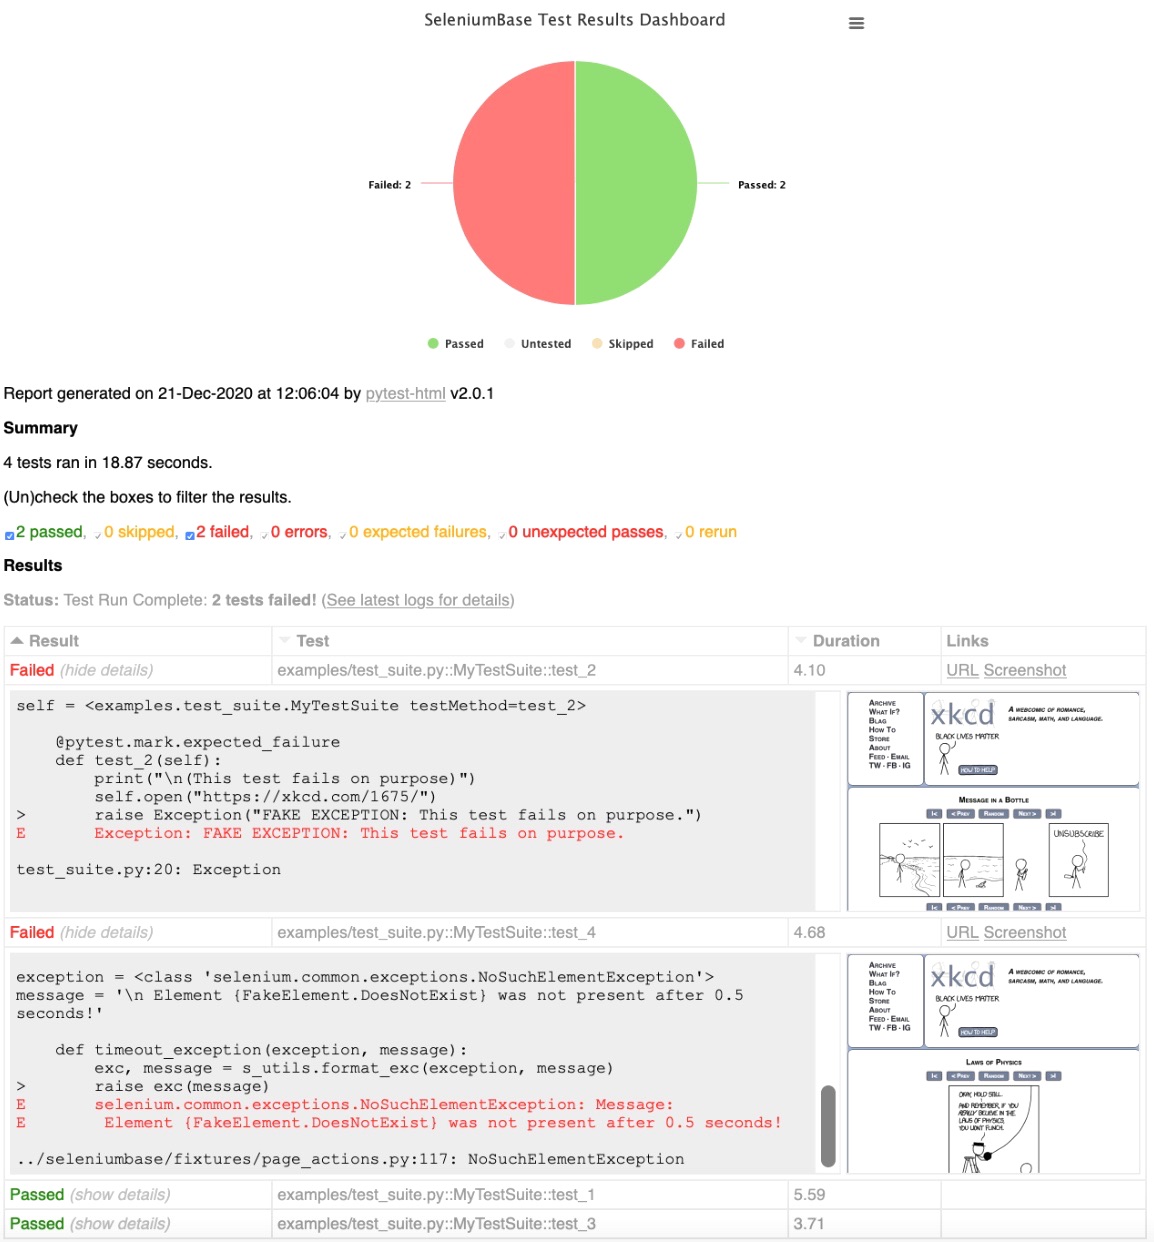 SeleniumBase Test Results Dashboard
Failed: 2
Passed: 2
Passed Untested Skipped Failed
Report generated on 21-Dec-2020 at 12:06:04 by pytest-html v2.0.1
Summary
4 tests ran in 18.87 seconds.
(Un)check the boxes to filter the results.
2 passed, 0 skipped, 2 failed, 0 errors, 0 expected failures, 0 unexpected passes, 0 rerun
Results
Status: Test Run Complete: 2 tests failed! (See latest logs for details)
Result Test Duration Links
Failed (hide details) examples/test_suite.py::MyTestSuite::test_2 4.10 URL Screenshot
self = <examples.test_suite.MyTestSuite testMethod=test_2>
@pytest.mark.expected_failure
def test_2(self):
print("\n(This test fails on purpose)")
self.open("https://xkcd.com/1675/")
> raise Exception("FAKE EXCEPTION: This test fails on purpose.")
E Exception: FAKE EXCEPTION: This test fails on purpose.
test_suite.py:20: Exception
Archive
What If?
Blag
How To
Store
About
Feed - Email
TW - FB - IG
xkcd
A webcomic of romance,
sarcasm, math, and language.
BLACK LIVES MATTER
HOW TO HELP
Message in a Bottle
|< < Prev Random Next > >|
UNSUBSCRIBE
|< < Prev Random Next > >|
Failed (hide details) examples/test_suite.py::MyTestSuite::test_4 4.68 URL Screenshot
exception = <class 'selenium.common.exceptions.NoSuchElementException'>
message = '\n Element {FakeElement.DoesNotExist} was not present after 0.5
seconds!'
def timeout_exception(exception, message):
exc, message = s_utils.format_exc(exception, message)
> raise exc(message)
E selenium.common.exceptions.NoSuchElementException: Message:
E Element {FakeElement.DoesNotExist} was not present after 0.5 seconds!
../seleniumbase/fixtures/page_actions.py:117: NoSuchElementException
Archive
What If?
Blag
How To
Store
About
Feed - Email
TW - FB - IG
xkcd
A webcomic of romance,
sarcasm, math, and language.
BLACK LIVES MATTER
HOW TO HELP
Laws of Physics
|< < Prev Random Next > >|
OKAY, HOLD STILL.
AND REMEMBER, IF YOU
REALLY BELIEVE IN THE
LAWS OF PHYSICS,
YOU WON'T FLINCH.
Passed (show details) examples/test_suite.py::MyTestSuite::test_1 5.59
Passed (show details) examples/test_suite.py::MyTestSuite::test_3 3.71